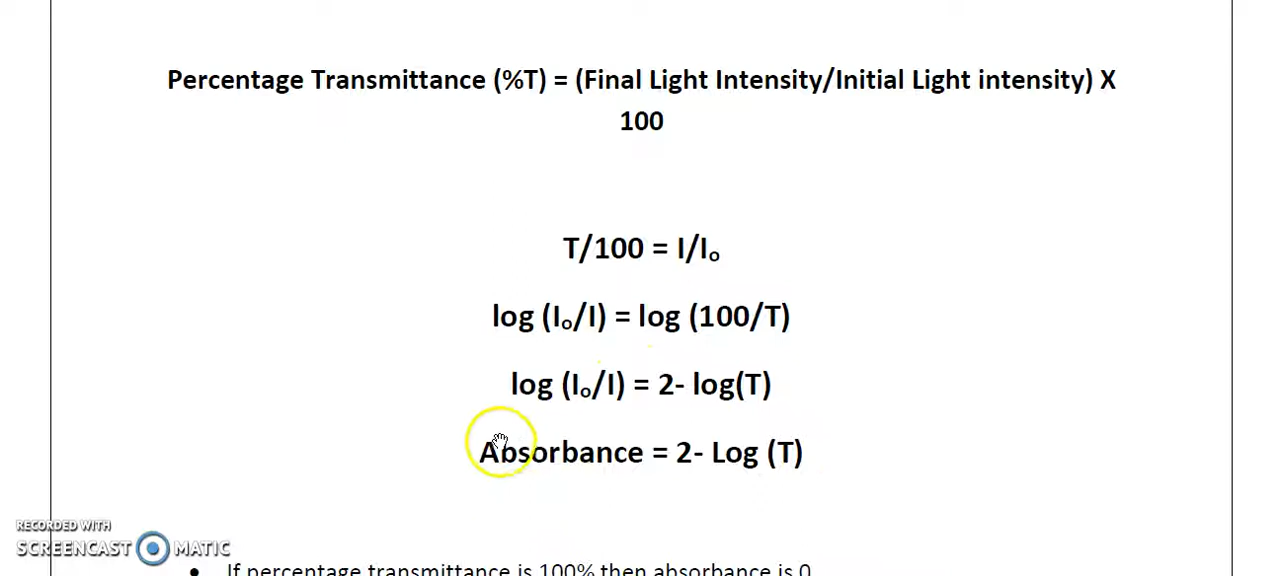 Percentage Transmittance (%T) = (Final Light Intensity/Initial Light intensity) X
100
T/100 = I/Iₒ
log (Iₒ/I) = log (100/T)
log (Iₒ/I) = 2- log(T)
Absorbance = 2- Log (T)
RECORDED WITH
SCREENCAST MATIC
• If percentage transmittance is 100% then absorbance is 0